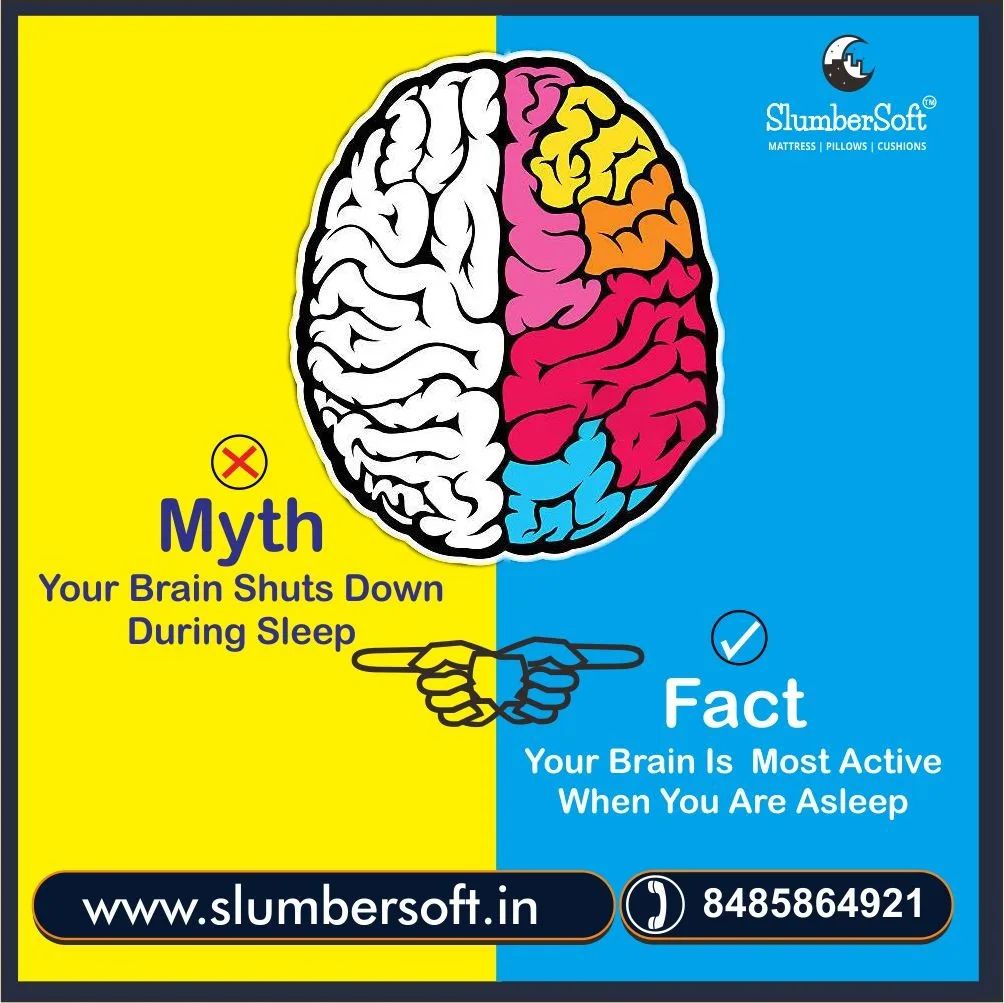 SlumberSoft™
MATTRESS | PILLOWS | CUSHIONS
Myth
Your Brain Shuts Down
During Sleep
Fact
Your Brain Is Most Active
When You Are Asleep
www.slumbersoft.in
8485864921